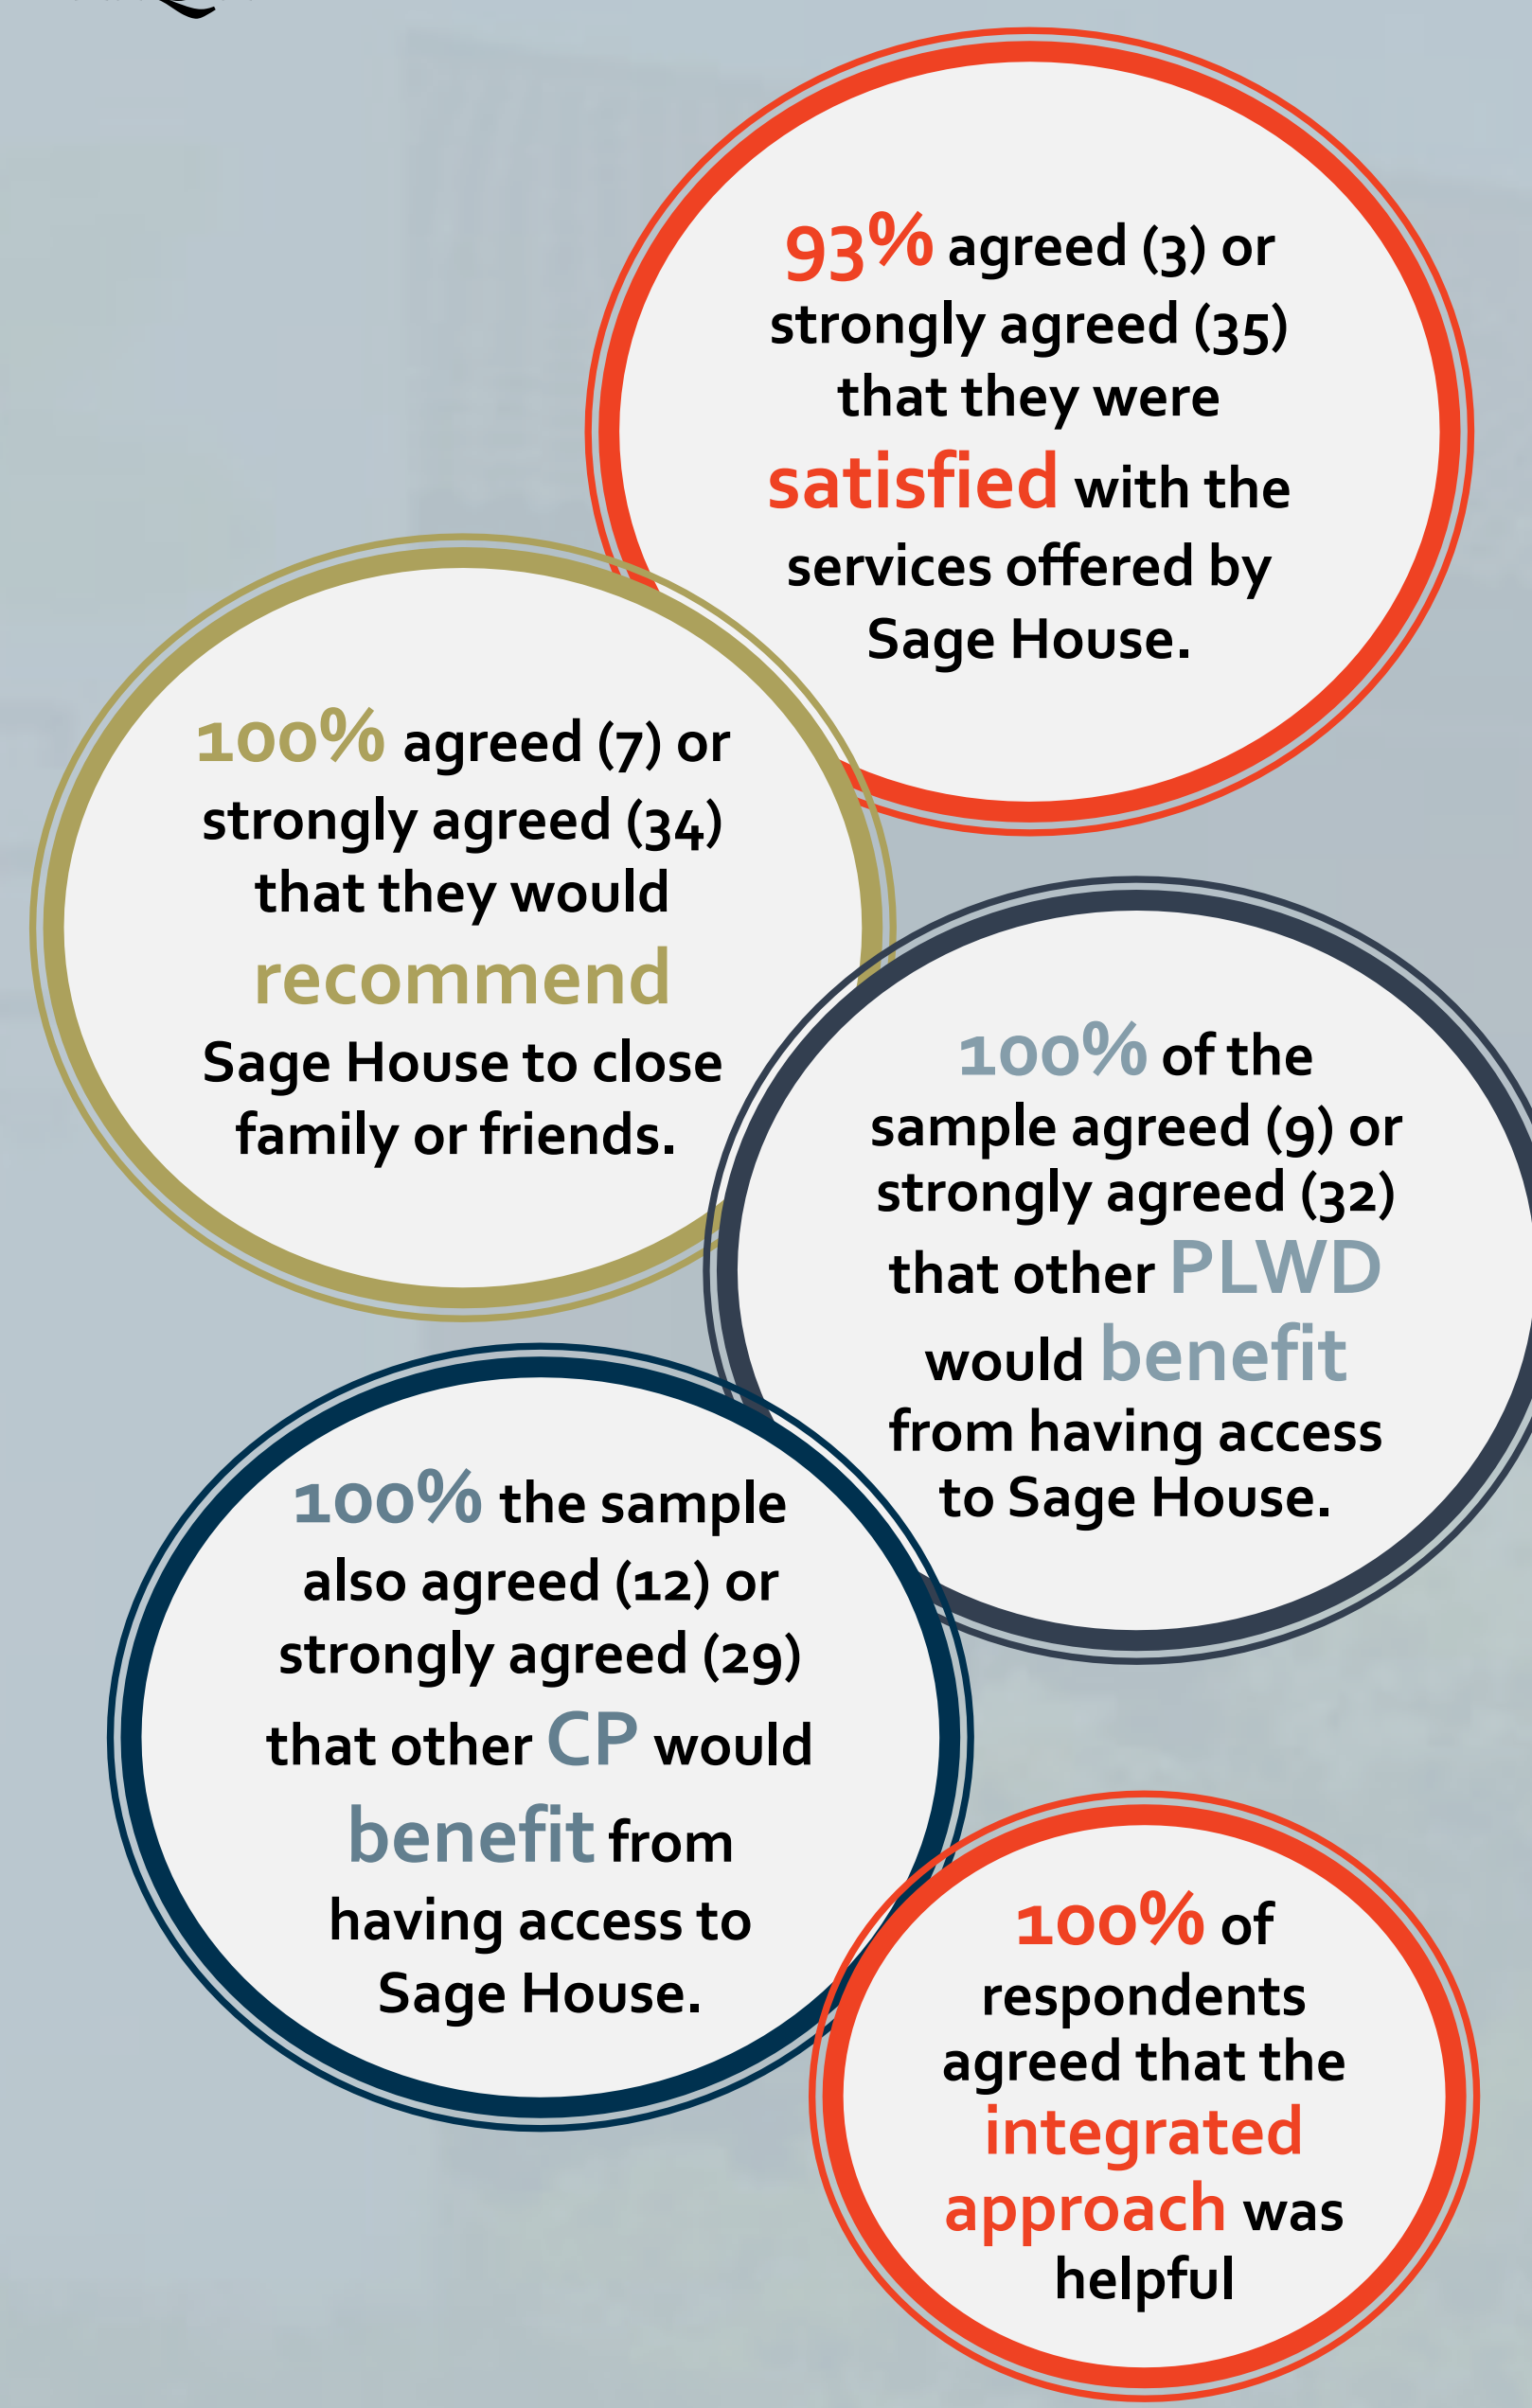 93% agreed (3) or
strongly agreed (35)
that they were
satisfied with the
services offered by
Sage House.
100% agreed (7) or
strongly agreed (34)
that they would
recommend
Sage House to close
family or friends.
100% of the
sample agreed (9) or
strongly agreed (32)
that other PLWD
would benefit
from having access
to Sage House.
100% the sample
also agreed (12) or
strongly agreed (29)
that other CP would
benefit from
having access to
Sage House.
100% of
respondents
agreed that the
integrated
approach was
helpful